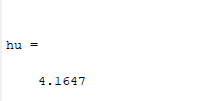 hu =
4.1647